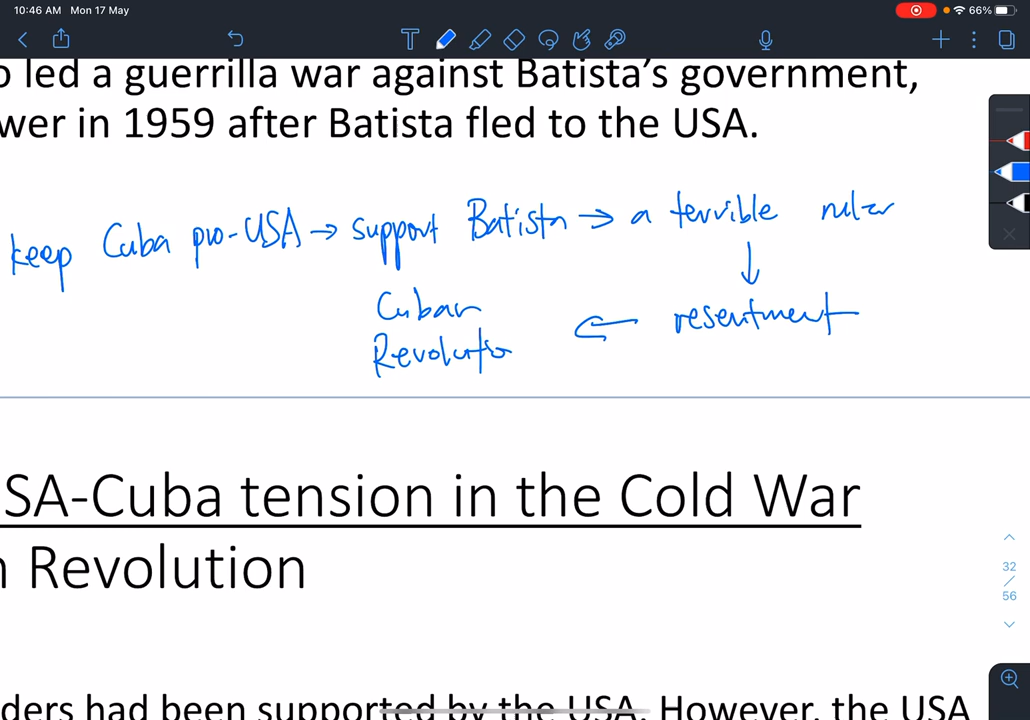 10:46 AM Mon 17 May
66%
o led a guerrilla war against Batista’s government,
wer in 1959 after Batista fled to the USA.
keep Cuba pro-USA → support Batista → a terrible ruler
↓
Cuban
← resentment
Revolution
SA-Cuba tension in the Cold War
n Revolution
32
/
56
ders had been supported by the USA. However, the USA